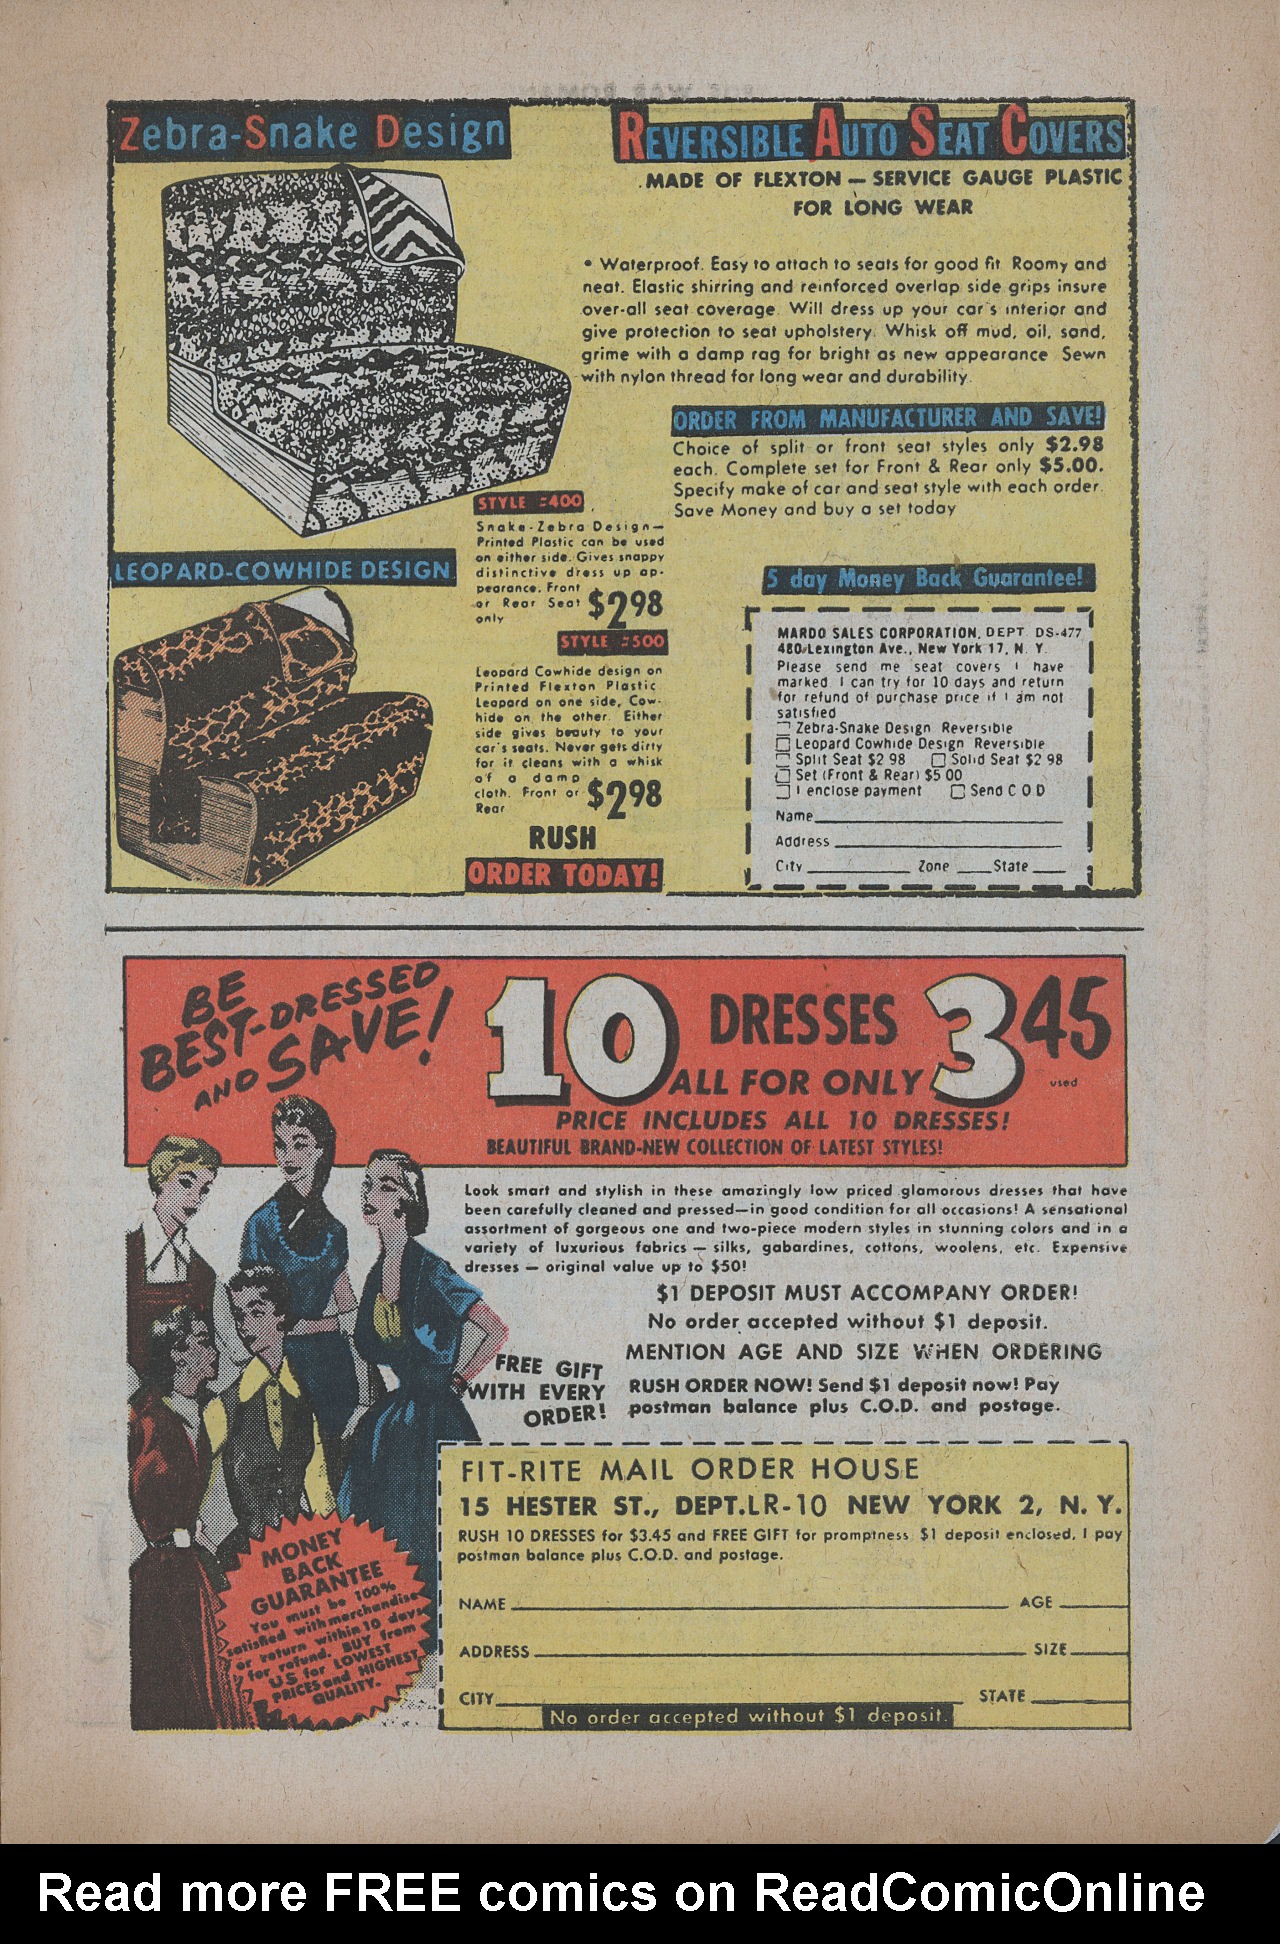 Zebra-Snake Design
REVERSIBLE AUTO SEAT COVERS
MADE OF FLEXTON — SERVICE GAUGE PLASTIC
FOR LONG WEAR
• Waterproof. Easy to attach to seats for good fit. Roomy and
neat. Elastic shirring and reinforced overlap side grips insure
over-all seat coverage. Will dress up your car's interior and
give protection to seat upholstery. Whisk off mud, oil, sand,
grime with a damp rag for bright as new appearance. Sewn
with nylon thread for long wear and durability.
ORDER FROM MANUFACTURER AND SAVE!
Choice of split or front seat styles only $2.98
each. Complete set for Front & Rear only $5.00.
Specify make of car and seat style with each order.
Save Money and buy a set today
STYLE #400
Snake-Zebra Design—
Printed Plastic can be used
on either side. Gives snappy
distinctive dress up ap-
pearance. Front
or Rear Seat
only $2.98
LEOPARD-COWHIDE DESIGN
STYLE #500
Leopard Cowhide design on
Printed Flexton Plastic
Leopard on one side, Cow-
hide on the other. Either
side gives beauty to your
car's seats. Never gets dirty
for it cleans with a whisk
of a damp
cloth. Front or
Rear $2.98
RUSH
ORDER TODAY!
5 day Money Back Guarantee!
MARDO SALES CORPORATION, DEPT. DS-477
480 Lexington Ave., New York 17, N. Y.
Please send me seat covers I have
marked. I can try for 10 days and return
for refund of purchase price if I am not
satisfied
Zebra-Snake Design Reversible
Leopard Cowhide Design Reversible
Split Seat $2 98 Solid Seat $2 98
Set (Front & Rear) $5 00
I enclose payment Send C O D
Name
Address
City Zone State
BE
BEST-DRESSED
AND SAVE!
10 DRESSES 3.45
ALL FOR ONLY
used
PRICE INCLUDES ALL 10 DRESSES!
BEAUTIFUL BRAND-NEW COLLECTION OF LATEST STYLES!
Look smart and stylish in these amazingly low priced glamorous dresses that have
been carefully cleaned and pressed—in good condition for all occasions! A sensational
assortment of gorgeous one and two-piece modern styles in stunning colors and in a
variety of luxurious fabrics — silks, gabardines, cottons, woolens, etc. Expensive
dresses — original value up to $50!
$1 DEPOSIT MUST ACCOMPANY ORDER!
No order accepted without $1 deposit.
MENTION AGE AND SIZE WHEN ORDERING
RUSH ORDER NOW! Send $1 deposit now! Pay
postman balance plus C.O.D. and postage.
FREE GIFT
WITH EVERY
ORDER!
FIT-RITE MAIL ORDER HOUSE
15 HESTER ST., DEPT.LR-10 NEW YORK 2, N. Y.
RUSH 10 DRESSES for $3.45 and FREE GIFT for promptness. $1 deposit enclosed, I pay
postman balance plus C.O.D. and postage.
NAME AGE
ADDRESS SIZE
CITY STATE
No order accepted without $1 deposit.
MONEY
BACK
GUARANTEE
You must be 100%
satisfied with merchandise
or return within 10 days
for refund. BUY from
US for LOWEST
PRICES and HIGHEST
QUALITY.
Read more FREE comics on ReadComicOnline